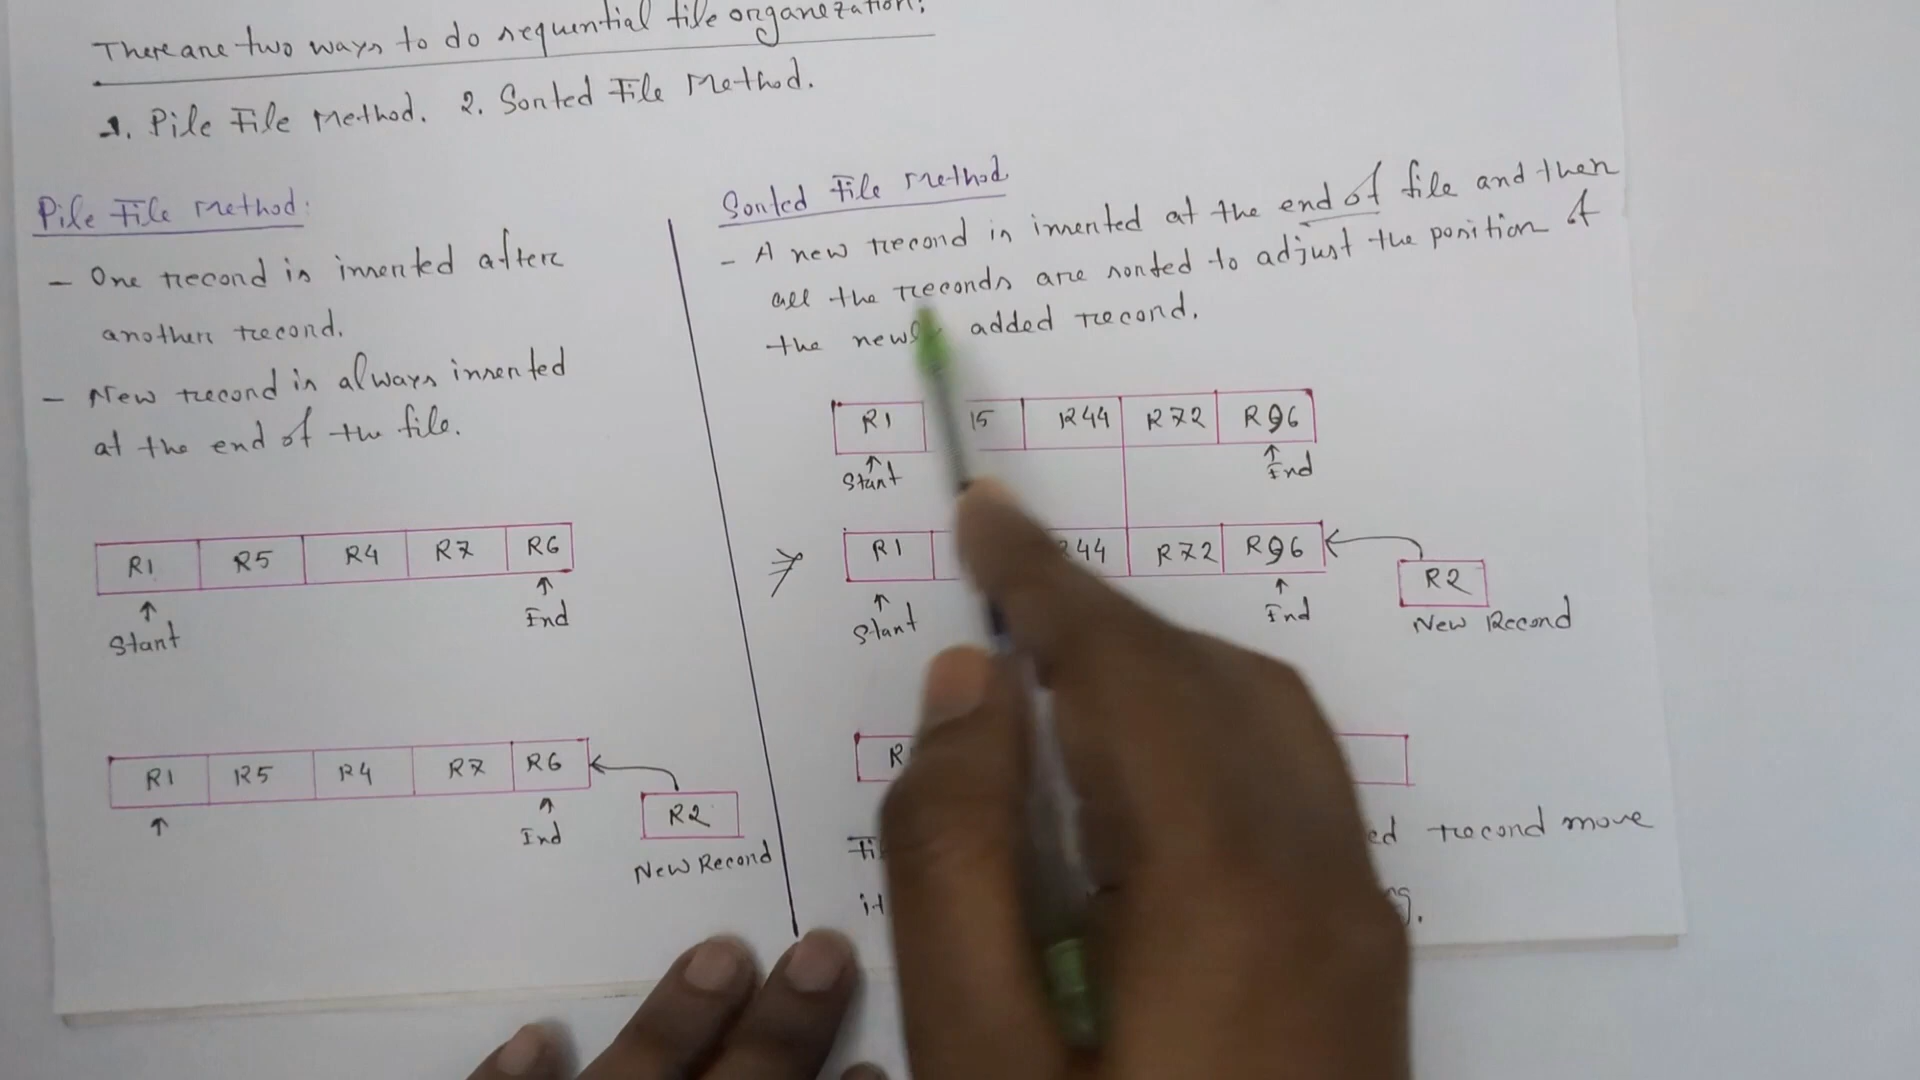 There are two ways to do sequential file organezation:
1. Pile File Method. 2. Sorted File Method.
Pile File Method:
- One record is inserted after
another record.
- New record is always inserted
at the end of the file.
R1 R5 R4 R7 R6
Start End
R1 R5 R4 R7 R6
R2
End
New Record
Sorted File Method
- A new record is inserted at the end of file and then
all the records are sorted to adjust the position of
the newly added record.
R1 15 R44 R72 R96
Start End
R1 44 R72 R96
R2
Start End
New Record
record move